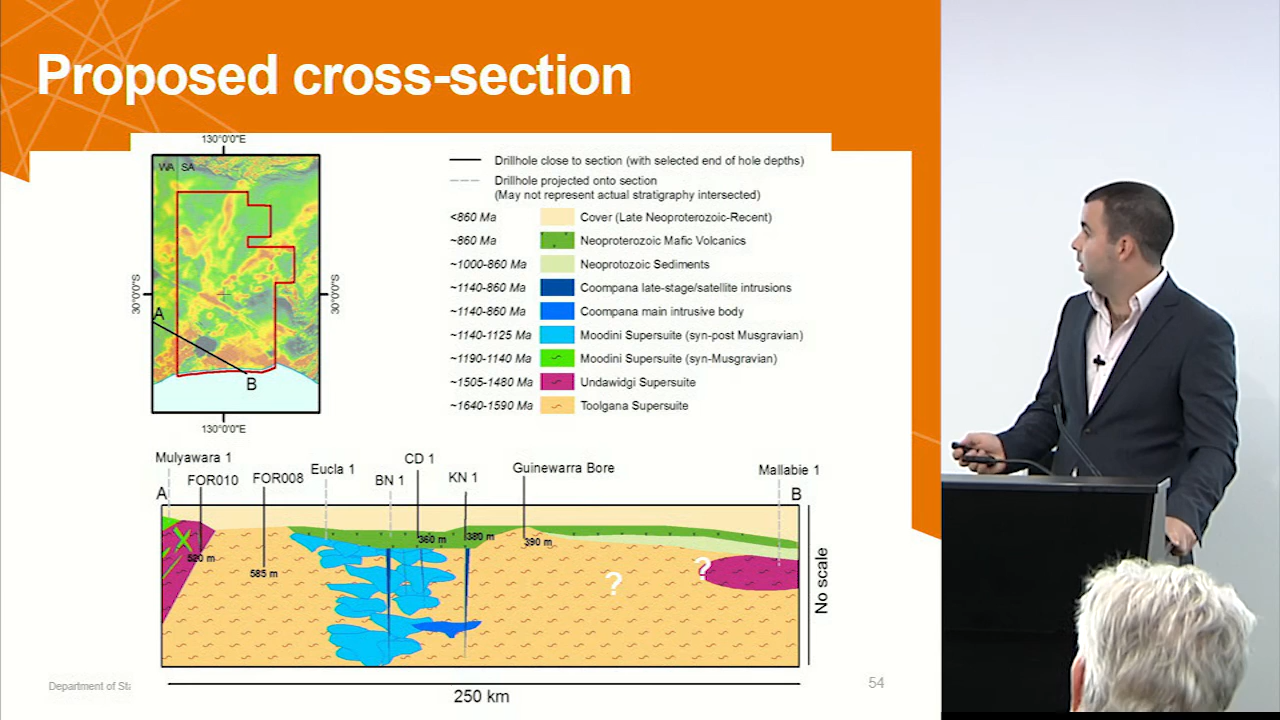 Proposed cross-section
130°0'0"E
WA SA
30°0'0"S
30°0'0"S
A
B
130°0'0"E
Drillhole close to section (with selected end of hole depths)
Drillhole projected onto section
(May not represent actual stratigraphy intersected)
<860 Ma Cover (Late Neoproterozoic-Recent)
~860 Ma Neoproterozoic Mafic Volcanics
~1000-860 Ma Neoprotozoic Sediments
~1140-860 Ma Coompana late-stage/satellite intrusions
~1140-860 Ma Coompana main intrusive body
~1140-1125 Ma Moodini Supersuite (syn-post Musgravian)
~1190-1140 Ma Moodini Supersuite (syn-Musgravian)
~1505-1480 Ma Undawidgi Supersuite
~1640-1590 Ma Toolgana Supersuite
Mulyawara 1
FOR010
FOR008
Eucla 1
BN 1
CD 1
KN 1
Guinewarra Bore
Mallabie 1
A
B
520 m
585 m
360 m
380 m
390 m
?
?
No scale
250 km
Department of Sta
54